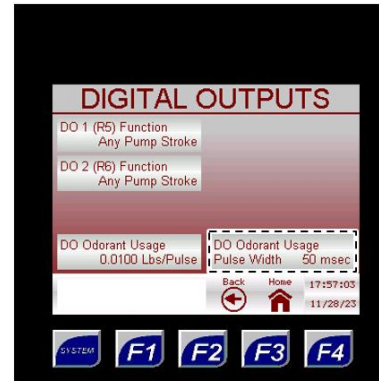 DIGITAL OUTPUTS
DO 1 (R5) Function
Any Pump Stroke
DO 2 (R6) Function
Any Pump Stroke
DO Odorant Usage
0.0100 Lbs/Pulse
DO Odorant Usage
Pulse Width 50 msec
Back Home 17:57:03
11/28/23
SYSTEM F1 F2 F3 F4